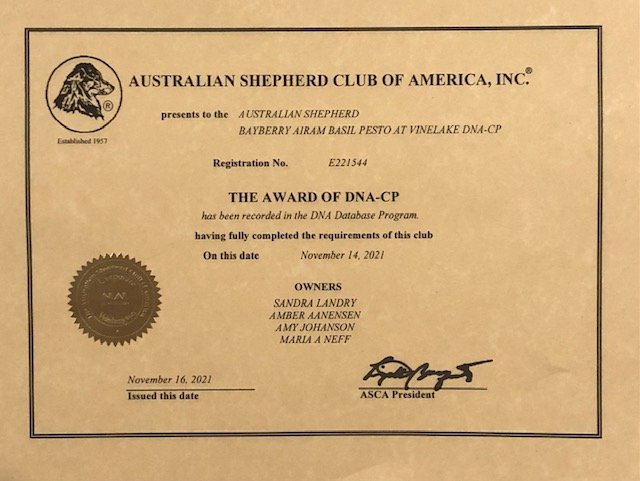 AUSTRALIAN SHEPHERD CLUB OF AMERICA, INC.®
®
Established 1957
presents to the AUSTRALIAN SHEPHERD
BAYBERRY AIRAM BASIL PESTO AT VINELAKE DNA-CP
Registration No. E221544
THE AWARD OF DNA-CP
has been recorded in the DNA Database Program.
having fully completed the requirements of this club
On this date November 14, 2021
OWNERS
SANDRA LANDRY
AMBER AANENSEN
AMY JOHANSON
MARIA A NEFF
November 16, 2021
Issued this date
ASCA President